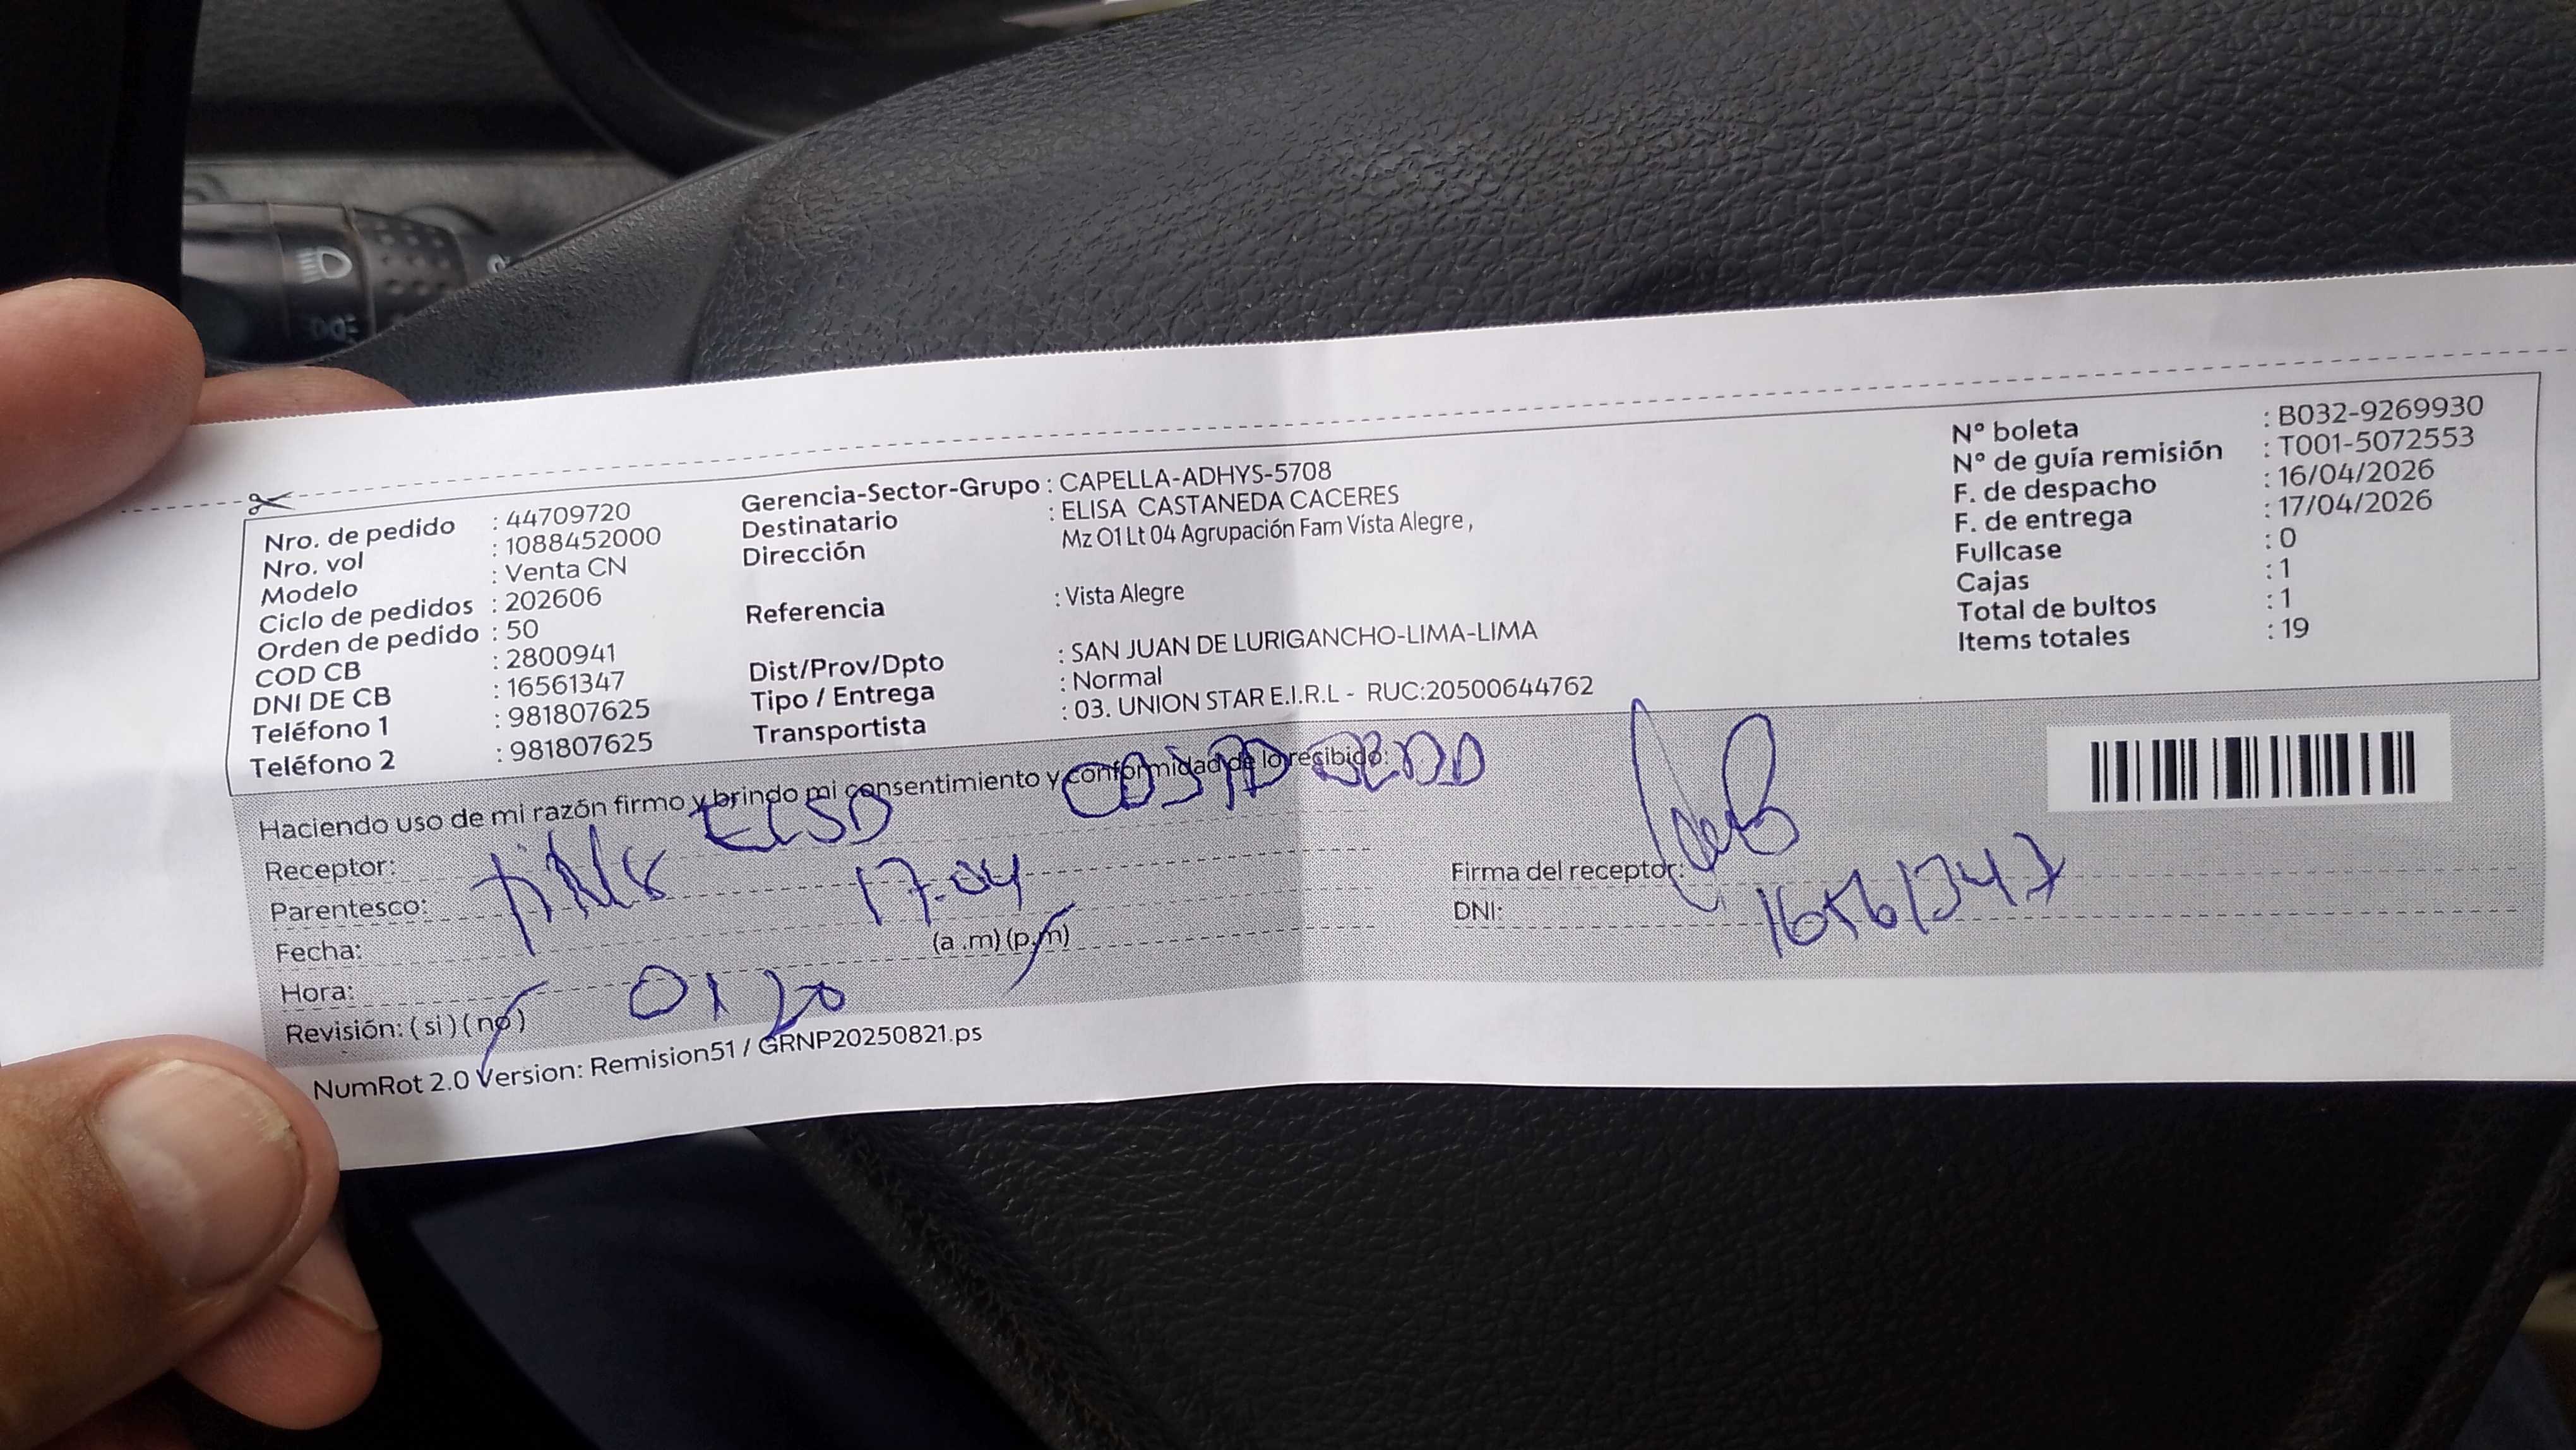 Nro. de pedido : 44709720
Nro. vol : 1088452000
Modelo : Venta CN
Ciclo de pedidos : 202606
Orden de pedido : 50
COD CB : 2800941
DNI DE CB : 16561347
Teléfono 1 : 981807625
Teléfono 2 : 981807625
Gerencia-Sector-Grupo : CAPELLA-ADHYS-5708
Destinatario : ELISA CASTANEDA CACERES
Dirección Mz O1 Lt 04 Agrupación Fam Vista Alegre ,
Referencia : Vista Alegre
Dist/Prov/Dpto : SAN JUAN DE LURIGANCHO-LIMA-LIMA
Tipo / Entrega : Normal
Transportista : 03. UNION STAR E.I.R.L - RUC:20500644762
N° boleta : B032-9269930
N° de guía remisión : T001-5072553
F. de despacho : 16/04/2026
F. de entrega : 17/04/2026
Fullcase : 0
Cajas : 1
Total de bultos : 1
Items totales : 19
Haciendo uso de mi razón firmo y brindo mi consentimiento y conformidad de lo recibido:
Receptor:
Parentesco:
Fecha: 17-04
Hora: 01 20 (a .m) (p.m)
Revisión: ( si ) ( no )
Firma del receptor:
DNI: 16561347
NumRot 2.0 Version: Remision51 / GRNP20250821.ps